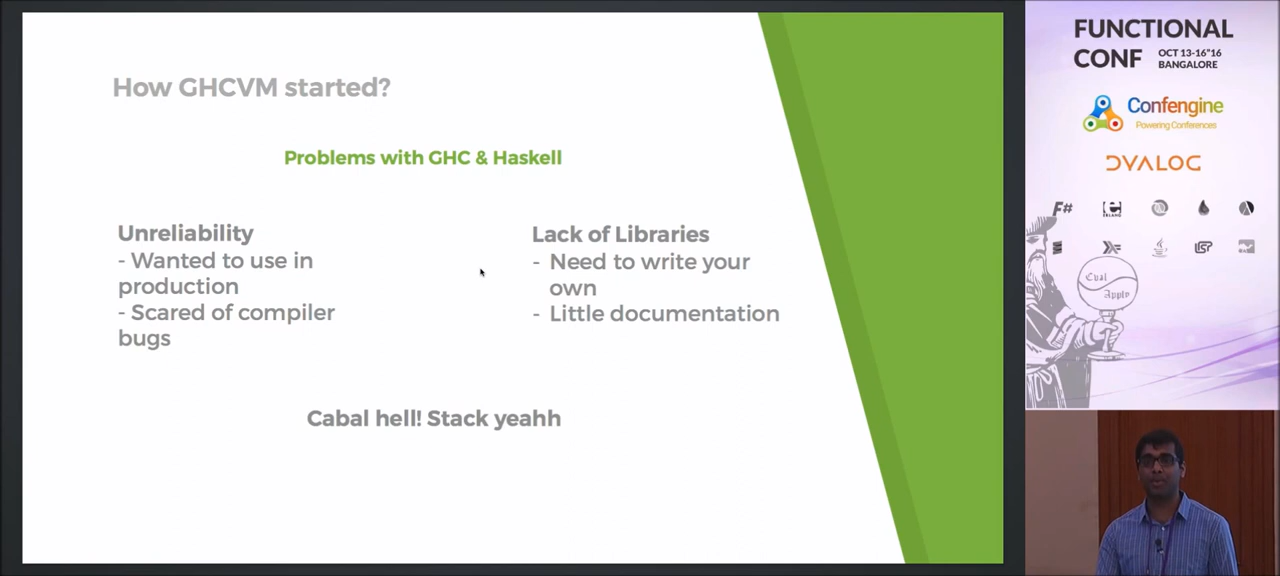 How GHCVM started?
Problems with GHC & Haskell
Unreliability
- Wanted to use in
production
- Scared of compiler
bugs
Lack of Libraries
- Need to write your
own
- Little documentation
Cabal hell! Stack yeahh
FUNCTIONAL
CONF
OCT 13-16"16
BANGALORE
Confengine
Powering Conferences
DYALOG
F#
ERLANG
LISP
Eval
Apply